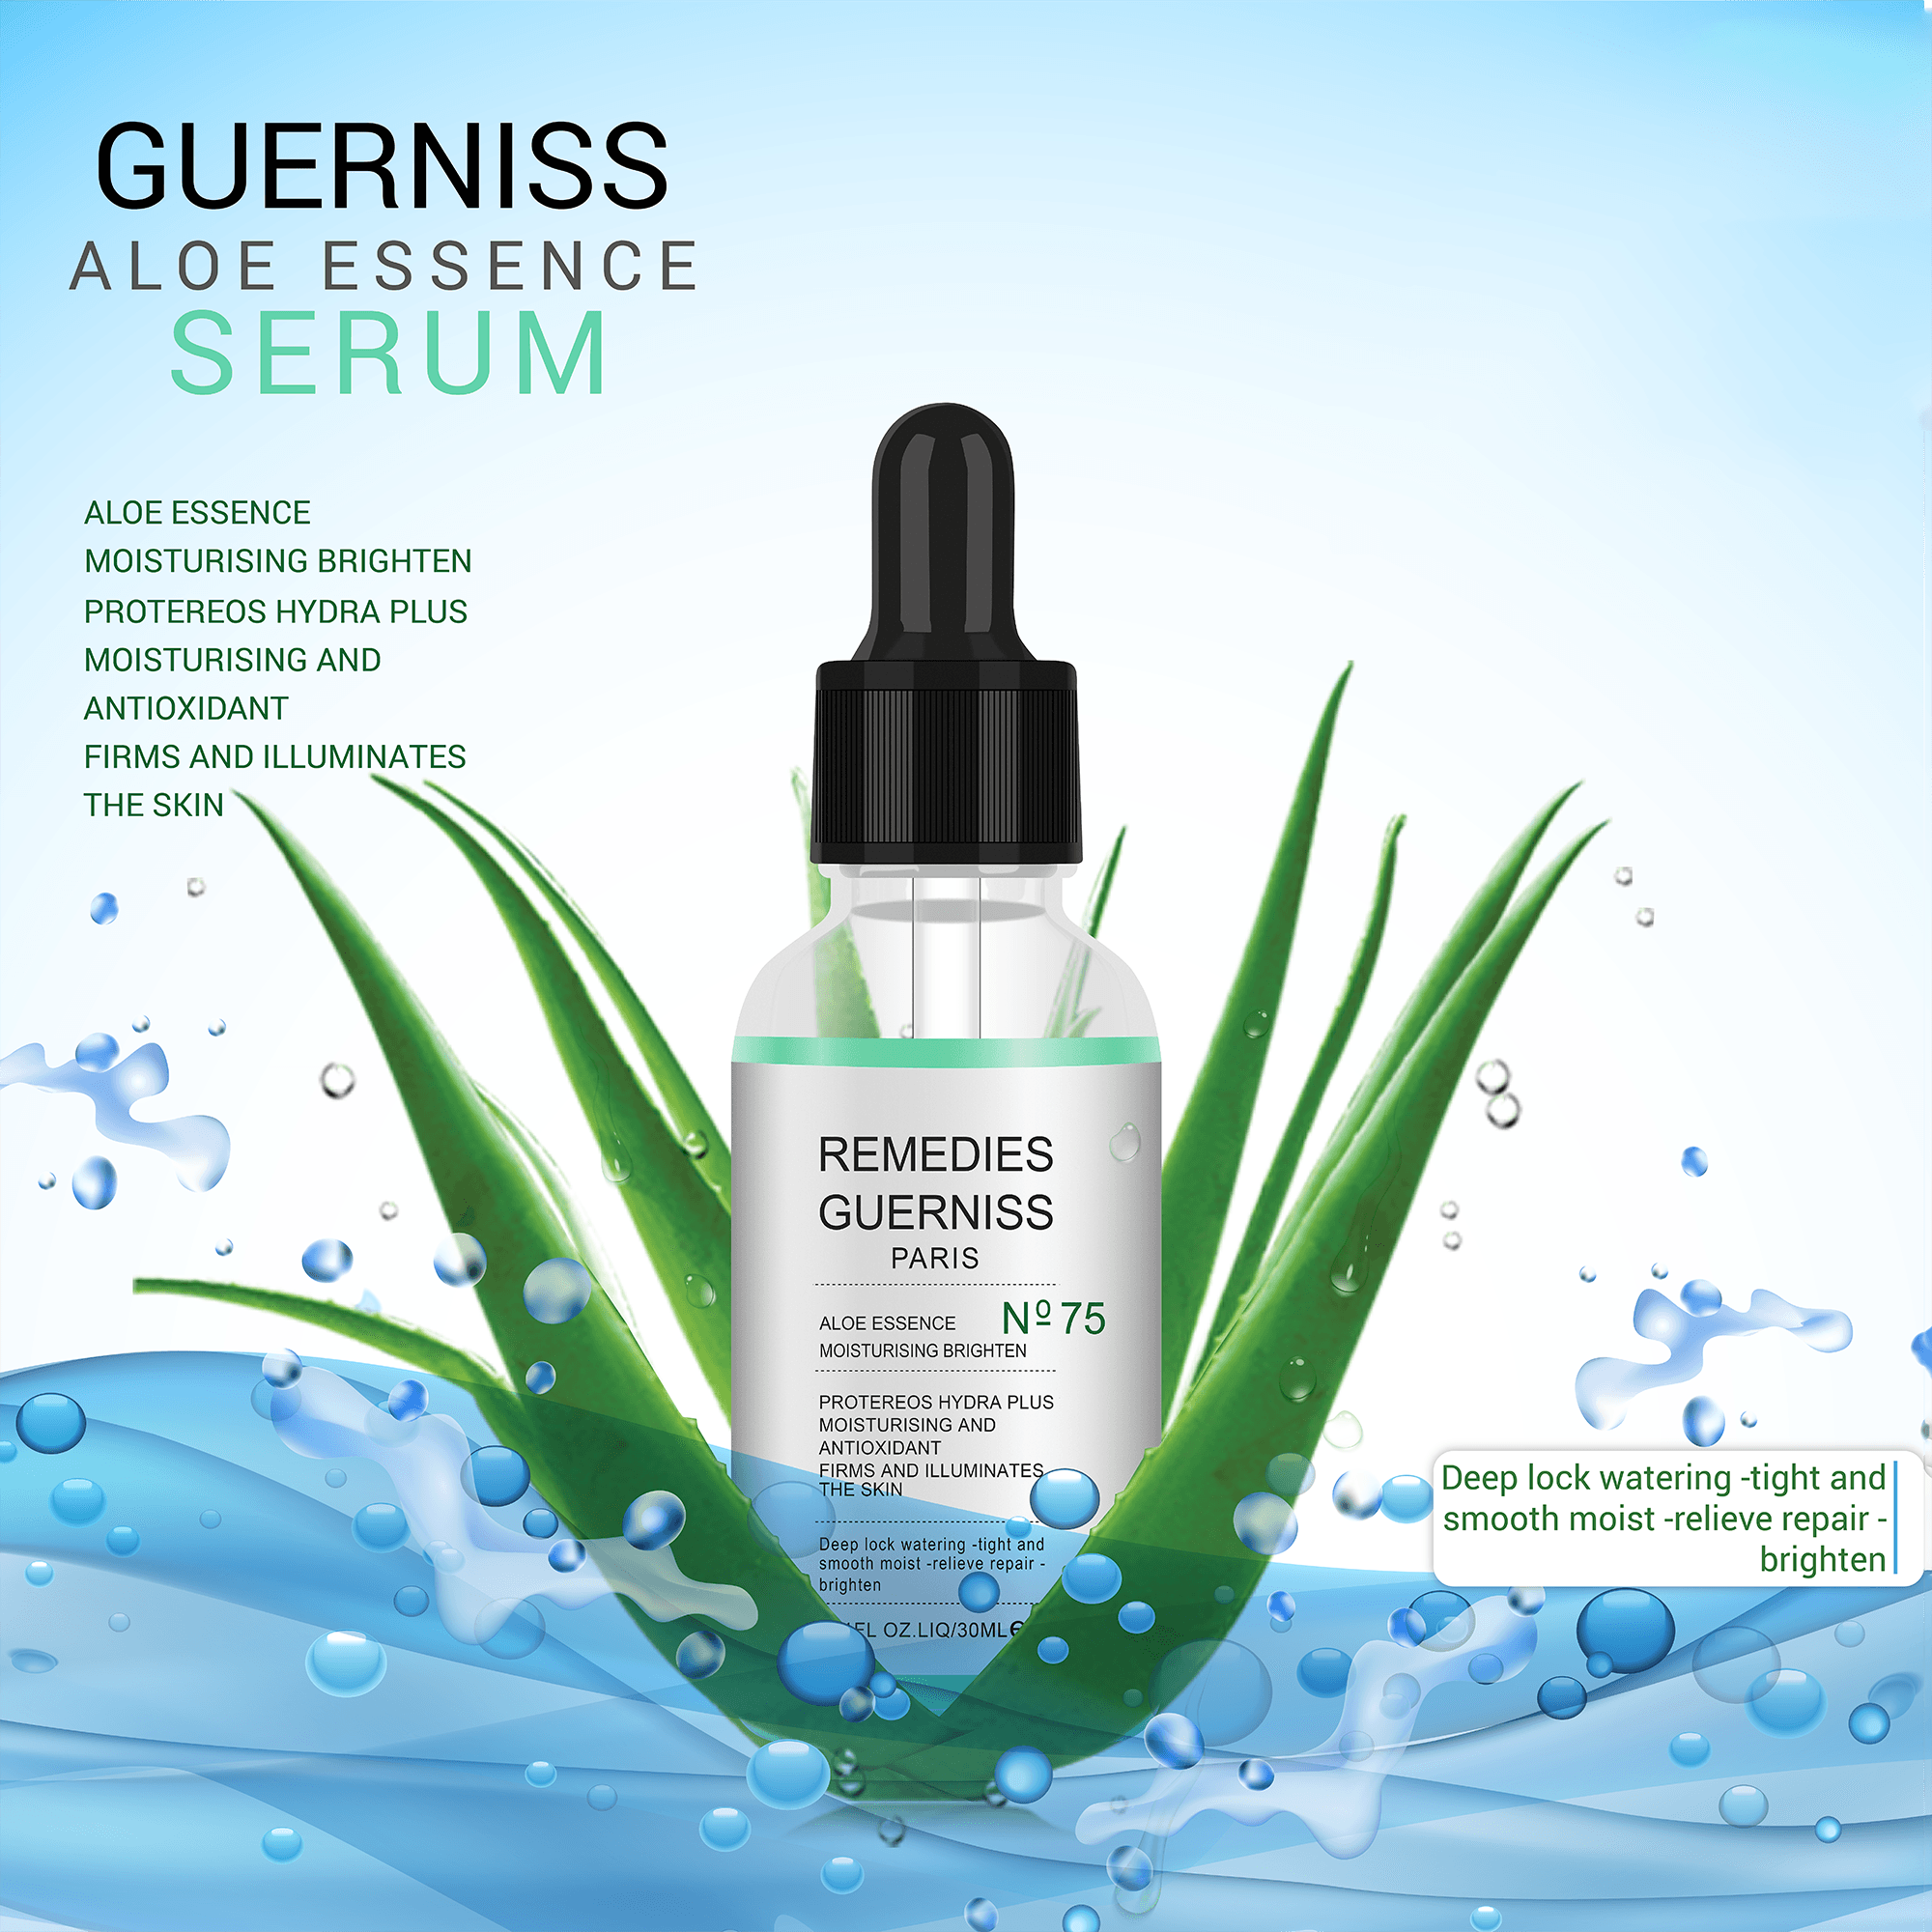 GUERNISS
ALOE ESSENCE
SERUM
ALOE ESSENCE
MOISTURISING BRIGHTEN
PROTEREOS HYDRA PLUS
MOISTURISING AND
ANTIOXIDANT
FIRMS AND ILLUMINATES
THE SKIN
REMEDIES
GUERNISS
PARIS
ALOE ESSENCE Nº 75
MOISTURISING BRIGHTEN
PROTEREOS HYDRA PLUS
MOISTURISING AND
ANTIOXIDANT
FIRMS AND ILLUMINATES
THE SKIN
Deep lock watering -tight and
smooth moist -relieve repair -
brighten
OZ.LIQ/30ML
Deep lock watering -tight and
smooth moist -relieve repair -
brighten